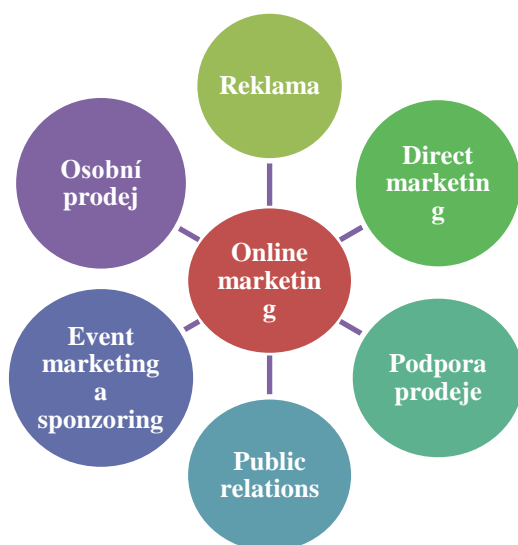 Reklama
Direct
marketin
g
Podpora
prodeje
Public
relations
Event
marketing
a
sponzoring
Osobní
prodej
Online
marketin
g